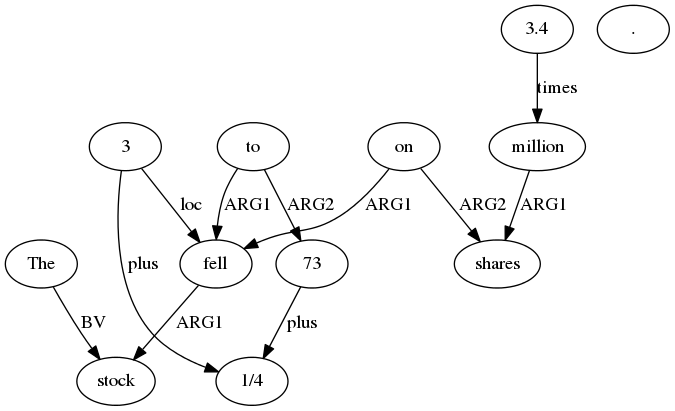 3.4 .
times
3 to on million
loc ARG1 ARG2 ARG1 ARG2 ARG1
The plus fell 73 shares
BV ARG1 plus
stock 1/4